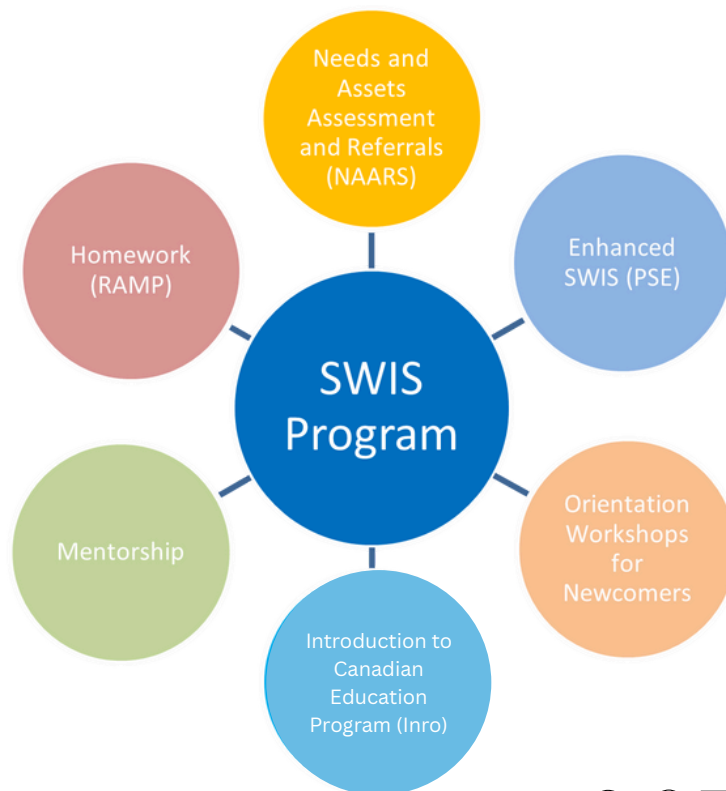 Needs and
Assets
Assessment
and Referrals
(NAARS)
Enhanced
SWIS (PSE)
Orientation
Workshops
for
Newcomers
Introduction to
Canadian
Education
Program (Inro)
Mentorship
Homework
(RAMP)
SWIS
Program